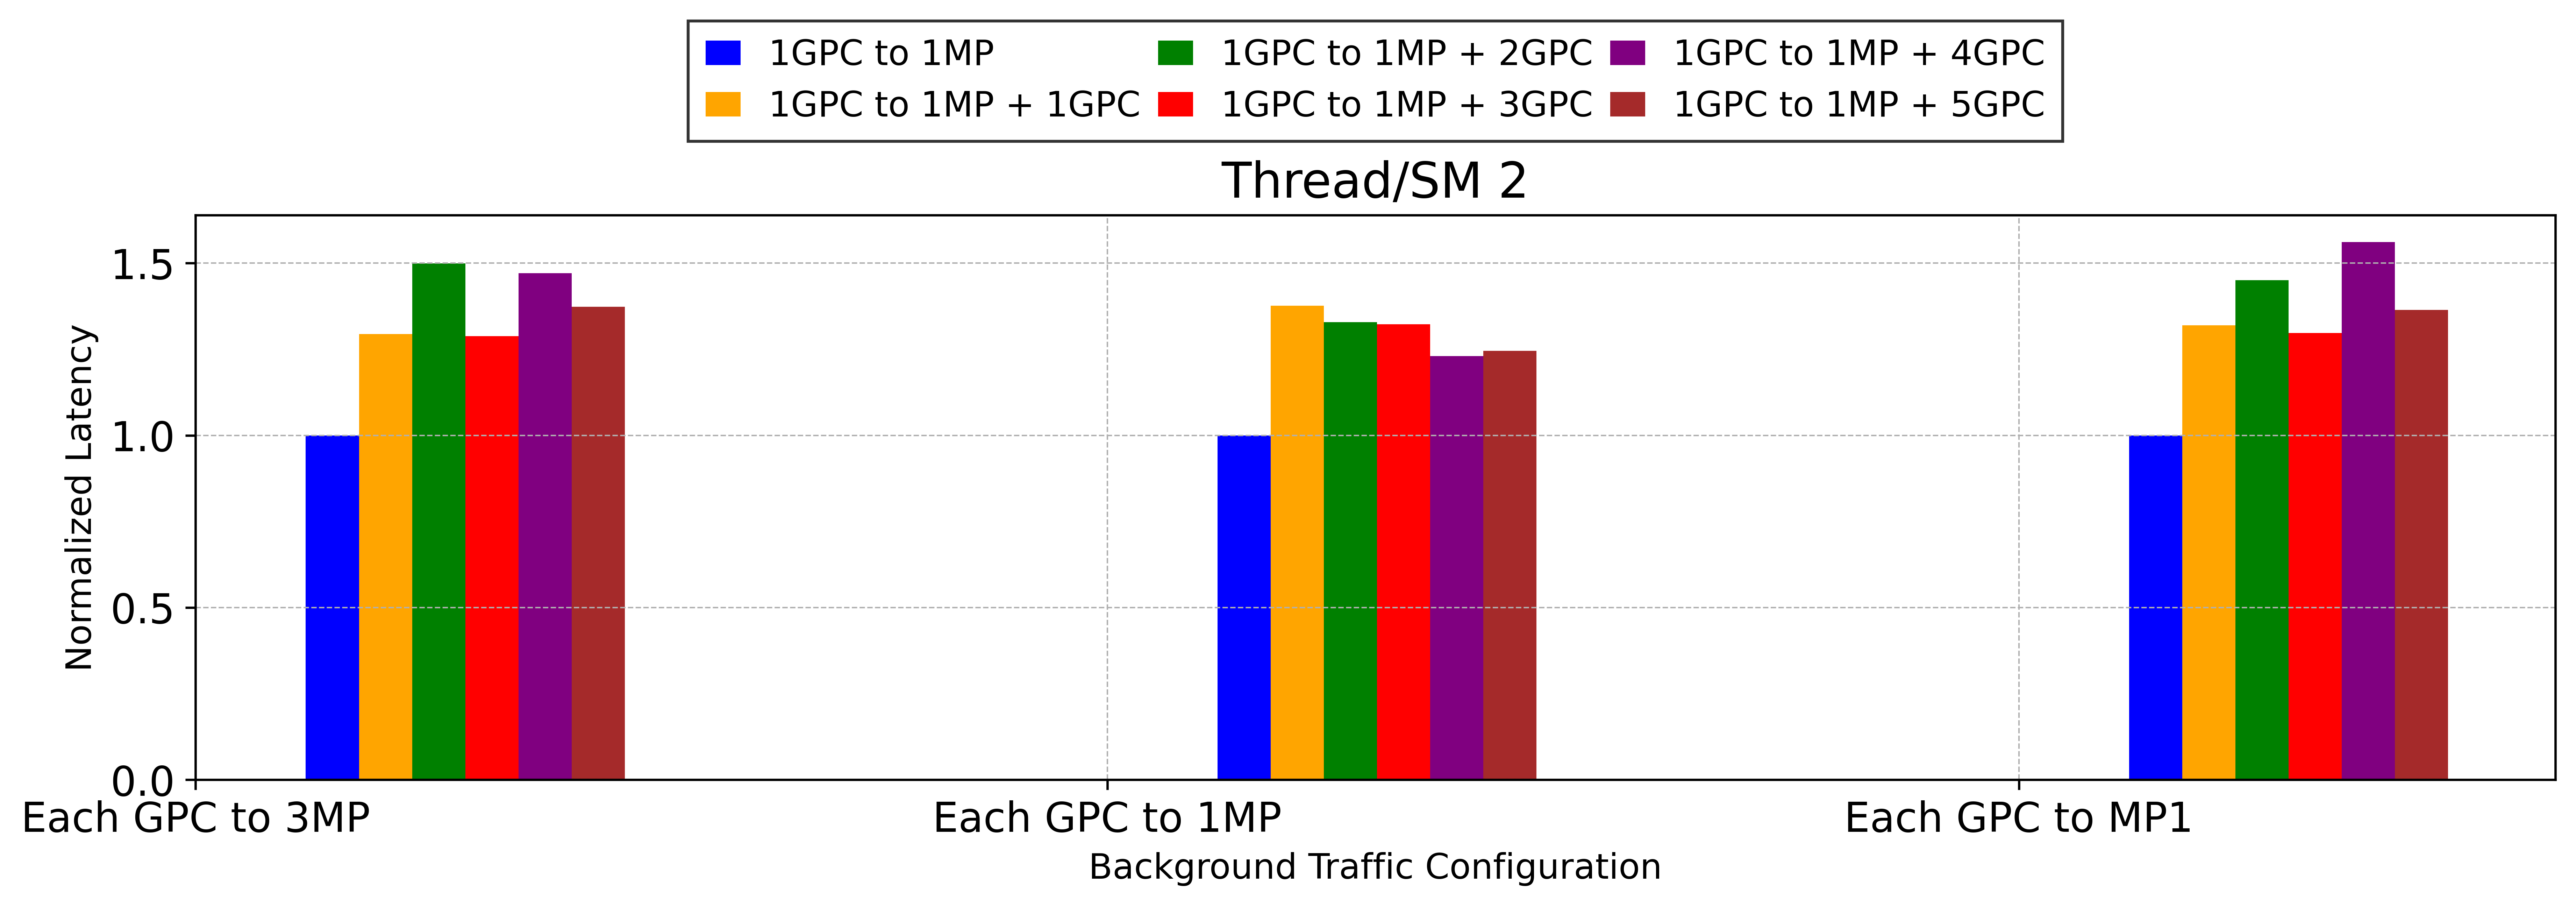 1GPC to 1MP
1GPC to 1MP + 1GPC
1GPC to 1MP + 2GPC
1GPC to 1MP + 3GPC
1GPC to 1MP + 4GPC
1GPC to 1MP + 5GPC
Thread/SM 2
Normalized Latency
1.5
1.0
0.5
0.0
Each GPC to 3MP
Each GPC to 1MP
Each GPC to MP1
Background Traffic Configuration